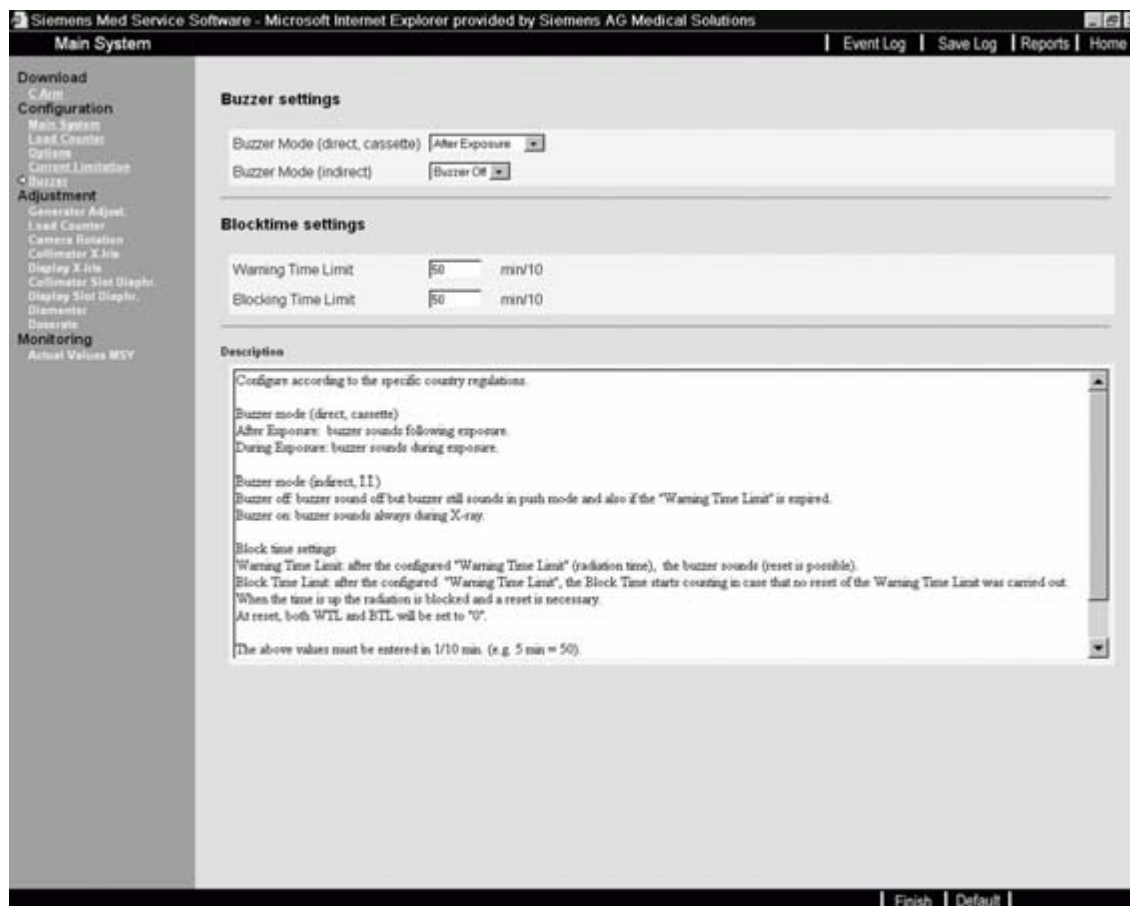 Siemens Med Service Software - Microsoft Internet Explorer provided by Siemens AG Medical Solutions
Main System
Event Log
Save Log
Reports
Home
Download
C Arm
Configuration
Main System
Load Counter
Options
Current Limitation
Buzzer
Adjustment
Generator Adjust.
Load Counter
Camera Rotation
Collimator X.Iris
Display X.Iris
Collimator Slot Diaphr.
Display Slot Diaphr.
Diamenter
Doserate
Monitoring
Actual Values MSY
Buzzer settings
Buzzer Mode (direct, cassette) After Exposure
Buzzer Mode (indirect) Buzzer Off
Blocktime settings
Warning Time Limit 50 min/10
Blocking Time Limit 50 min/10
Description
Configure according to the specific country regulations.
Buzzer mode (direct, cassette)
After Exposure: buzzer sounds following exposure.
During Exposure: buzzer sounds during exposure.
Buzzer mode (indirect, I.I.)
Buzzer off: buzzer sound off but buzzer still sounds in push mode and also if the "Warning Time Limit" is expired.
Buzzer on: buzzer sounds always during X-ray.
Block time settings
Warning Time Limit: after the configured "Warning Time Limit" (radiation time), the buzzer sounds (reset is possible).
Block Time Limit: after the configured "Warning Time Limit", the Block Time starts counting in case that no reset of the Warning Time Limit was carried out.
When the time is up the radiation is blocked and a reset is necessary.
At reset, both WTL and BTL will be set to "0".
The above values must be entered in 1/10 min. (e.g. 5 min = 50).
Finish
Default